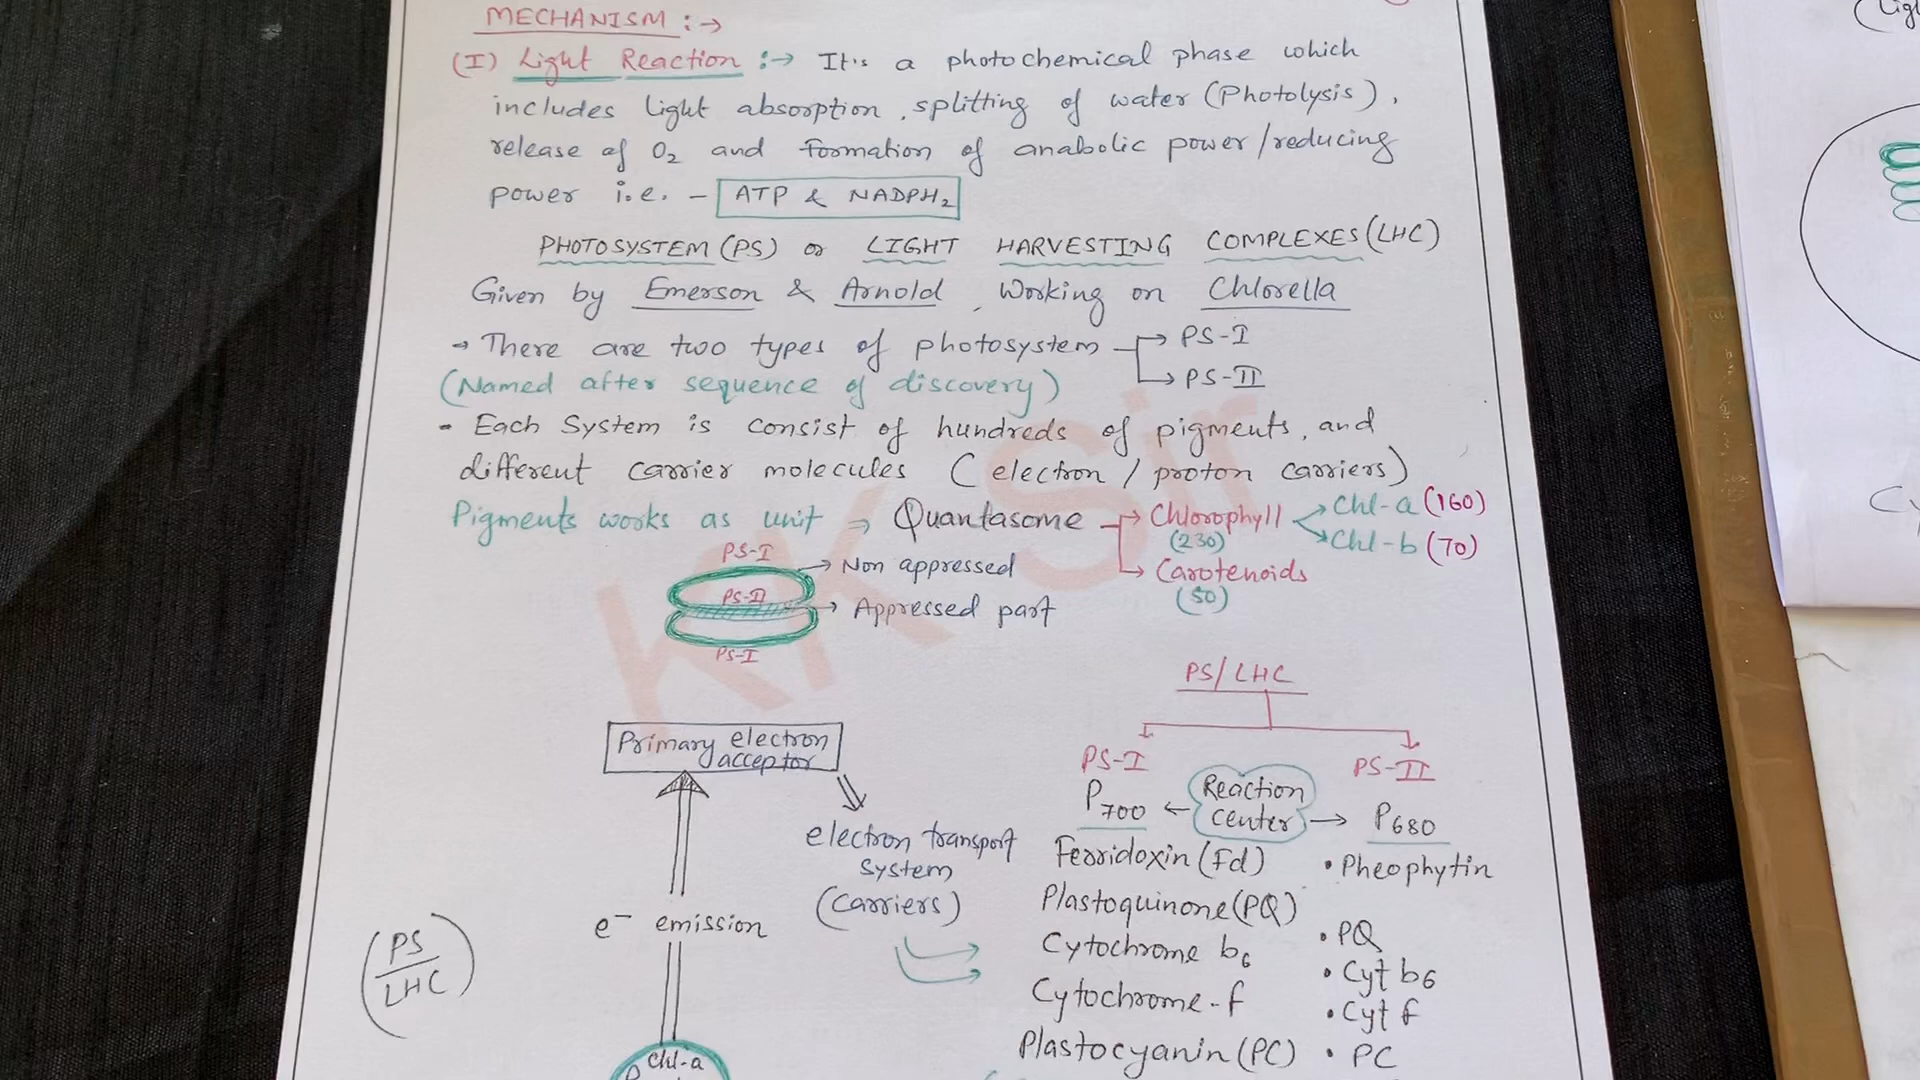 MECHANISM :→
(I) Light Reaction :→ It's a photochemical phase which
includes light absorption, splitting of water (Photolysis),
release of O₂ and formation of anabolic power/reducing
power i.e. - ATP & NADPH₂
PHOTOSYSTEM (PS) or LIGHT HARVESTING COMPLEXES (LHC)
Given by Emerson & Arnold, Working on Chlorella
→ There are two types of photosystem → PS-I
→ PS-II
(Named after sequence of discovery)
- Each System is consist of hundreds of pigments, and
different carrier molecules (electron / proton carriers)
Pigments works as unit → Quantasome → Chlorophyll → Chl-a (160)
(230) → Chl-b (70)
→ Carotenoids
(50)
PS-I
→ Non appressed
PS-II
→ Appressed part
PS-I
KK Sir
PS/LHC
Primary electron
acceptor
PS-I
PS-II
P700 ← Reaction center → P680
electron transport
system
(carriers)
Ferridoxin (Fd)
• Pheophytin
Plastoquinone (PQ)
• PQ
e⁻ emission
Cytochrome b₆
• Cyt b6
PS
LHC
Cytochrome-f
• Cyt f
Plastocyanin (PC)
• PC
Chl-a